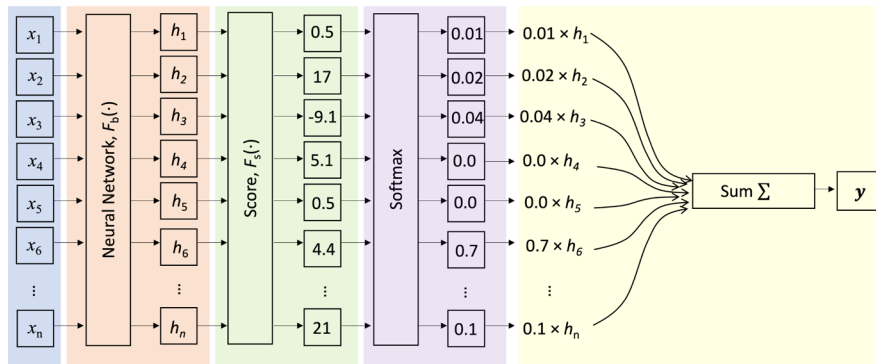 x₁ h₁ 0.5 0.01 0.01 × h₁
x₂ h₂ 17 0.02 0.02 × h₂
x₃ h₃ -9.1 0.04 0.04 × h₃
x₄ h₄ 5.1 0.0 0.0 × h₄
x₅ h₅ 0.5 0.0 0.0 × h₅
x₆ h₆ 4.4 0.7 0.7 × h₆
... ... ... ... ...
xₙ hₙ 21 0.1 0.1 × hₙ
Neural Network, F_b(·)
Score, F_s(·)
Softmax
Sum ∑
y